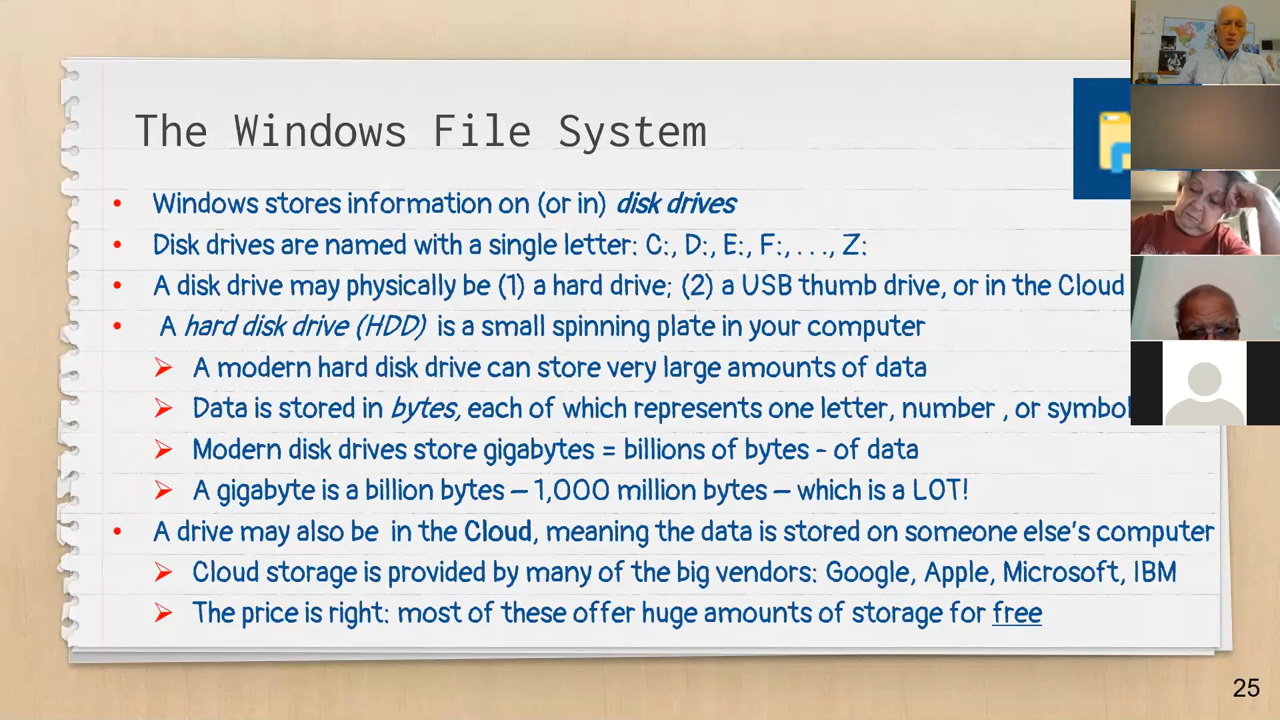 The Windows File System
• Windows stores information on (or in) disk drives
• Disk drives are named with a single letter: C:, D:, E:, F:, . . ., Z:
• A disk drive may physically be (1) a hard drive; (2) a USB thumb drive, or in the Cloud
• A hard disk drive (HDD) is a small spinning plate in your computer
➢ A modern hard disk drive can store very large amounts of data
➢ Data is stored in bytes, each of which represents one letter, number , or symbol
➢ Modern disk drives store gigabytes = billions of bytes - of data
➢ A gigabyte is a billion bytes – 1,000 million bytes – which is a LOT!
• A drive may also be in the Cloud, meaning the data is stored on someone else's computer
➢ Cloud storage is provided by many of the big vendors: Google, Apple, Microsoft, IBM
➢ The price is right: most of these offer huge amounts of storage for free
25